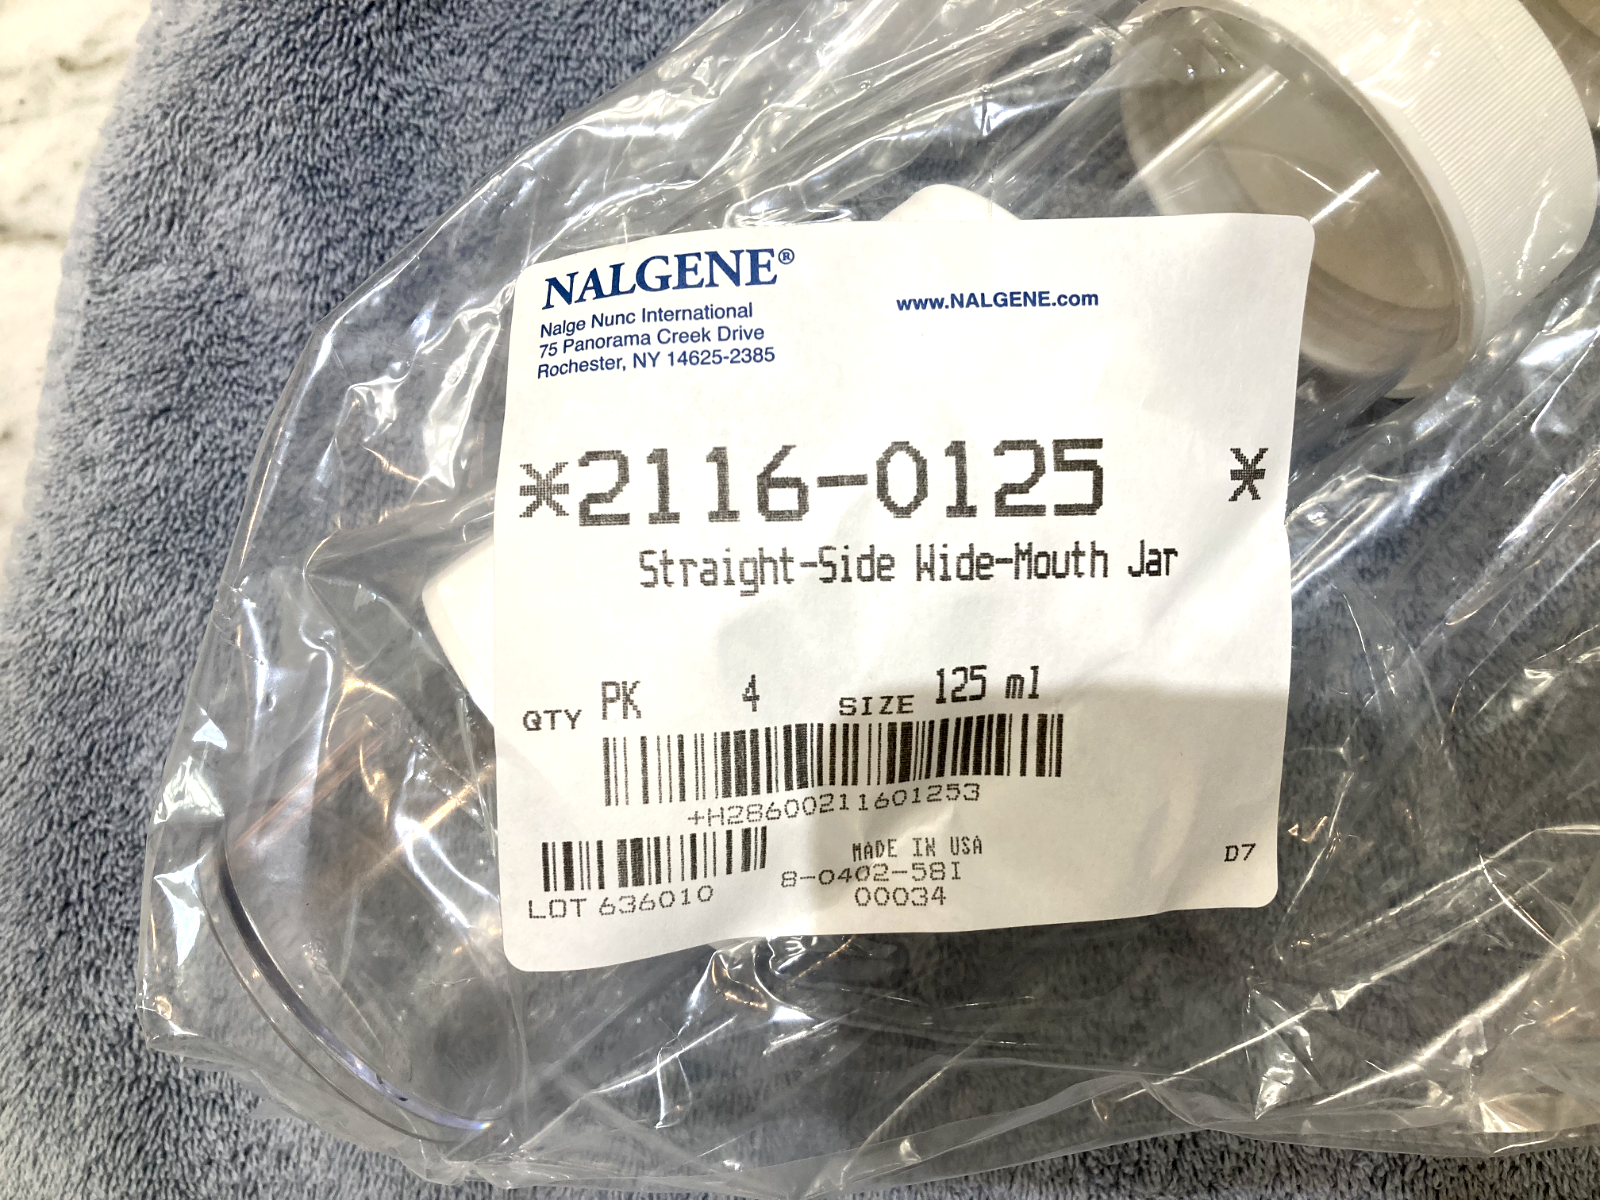 NALGENE®
Nalge Nunc International
75 Panorama Creek Drive
Rochester, NY 14625-2385
www.NALGENE.com
*2116-0125 *
Straight-Side Wide-Mouth Jar
QTY PK 4 SIZE 125 ml
+H28600211601253
LOT 636010
MADE IN USA
8-0402-58I
00034
D7